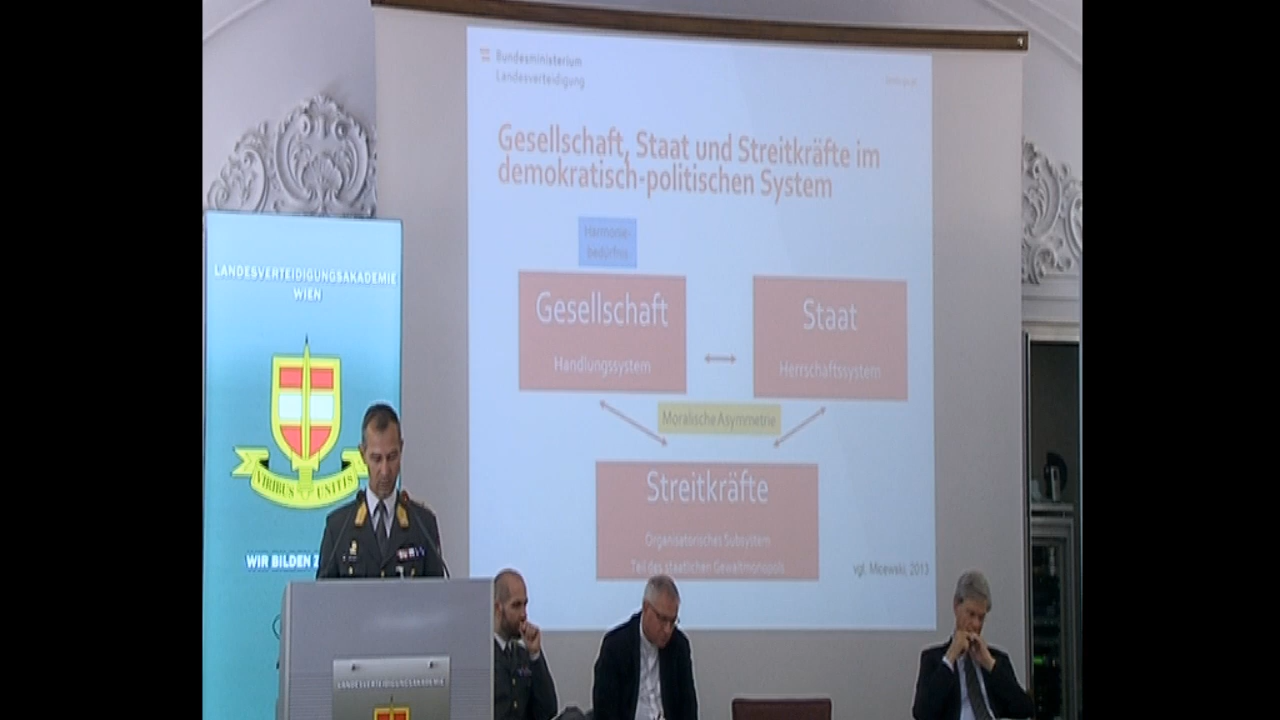 Bundesministerium
Landesverteidigung
Gesellschaft, Staat und Streitkräfte im
demokratisch-politischen System
Harmonie-
bedürfnis
Gesellschaft
Handlungssystem
Staat
Herrschaftssystem
Moralische Asymmetrie
Streitkräfte
Organisatorisches Subsystem
Teil des staatlichen Gewaltmonopols
vgl. Micewski, 2013
LANDESVERTEIDIGUNGSAKADEMIE
WIEN
VIRIBUS UNITIS
WIR BILDEN
LANDESVERTEIDIGUNGSAKADEMIE